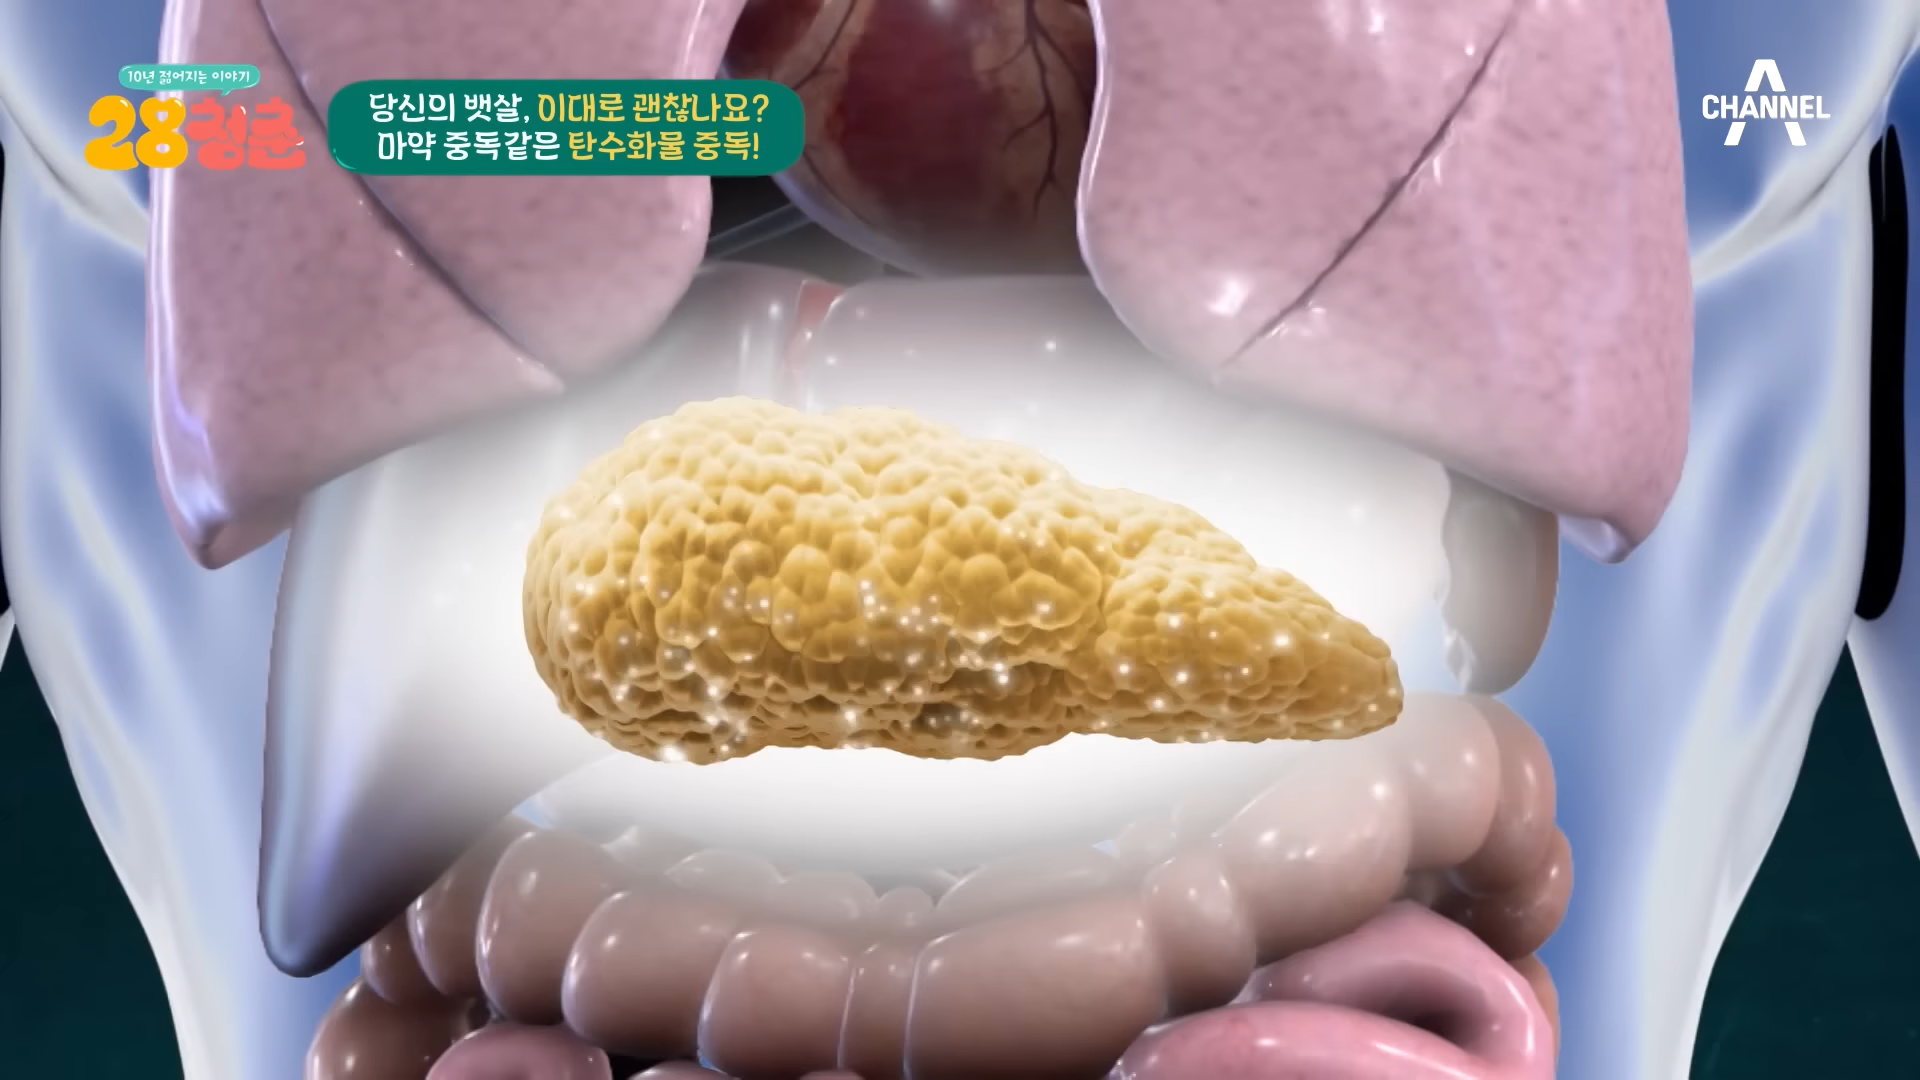 10년 젊어지는 이야기
28청춘
당신의 뱃살, 이대로 괜찮나요?
마약 중독같은 탄수화물 중독!
CHANNEL A